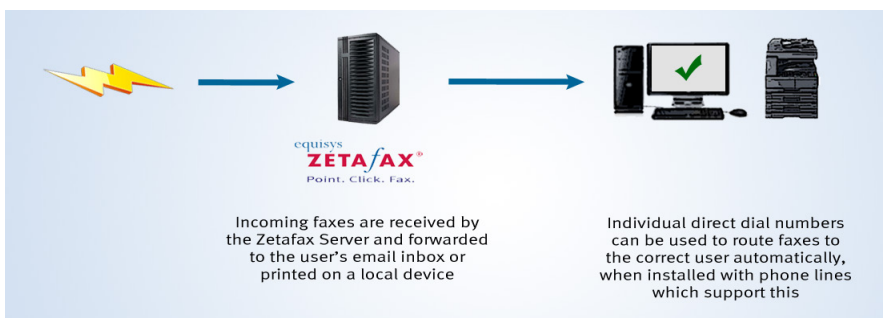 equisys
ZETAFAX®
Point. Click. Fax.
Incoming faxes are received by
the Zetafax Server and forwarded
to the user's email inbox or
printed on a local device
Individual direct dial numbers
can be used to route faxes to
the correct user automatically,
when installed with phone lines
which support this